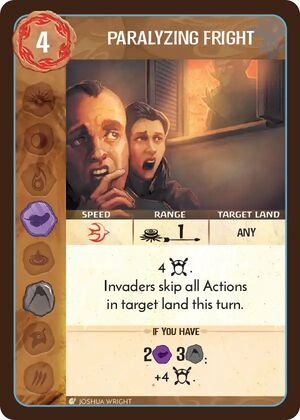 4
PARALYZING FRIGHT
SPEED RANGE TARGET LAND
1 ANY
4 .
Invaders skip all Actions
in target land this turn.
IF YOU HAVE
2 3 :
+4 .
JOSHUA WRIGHT